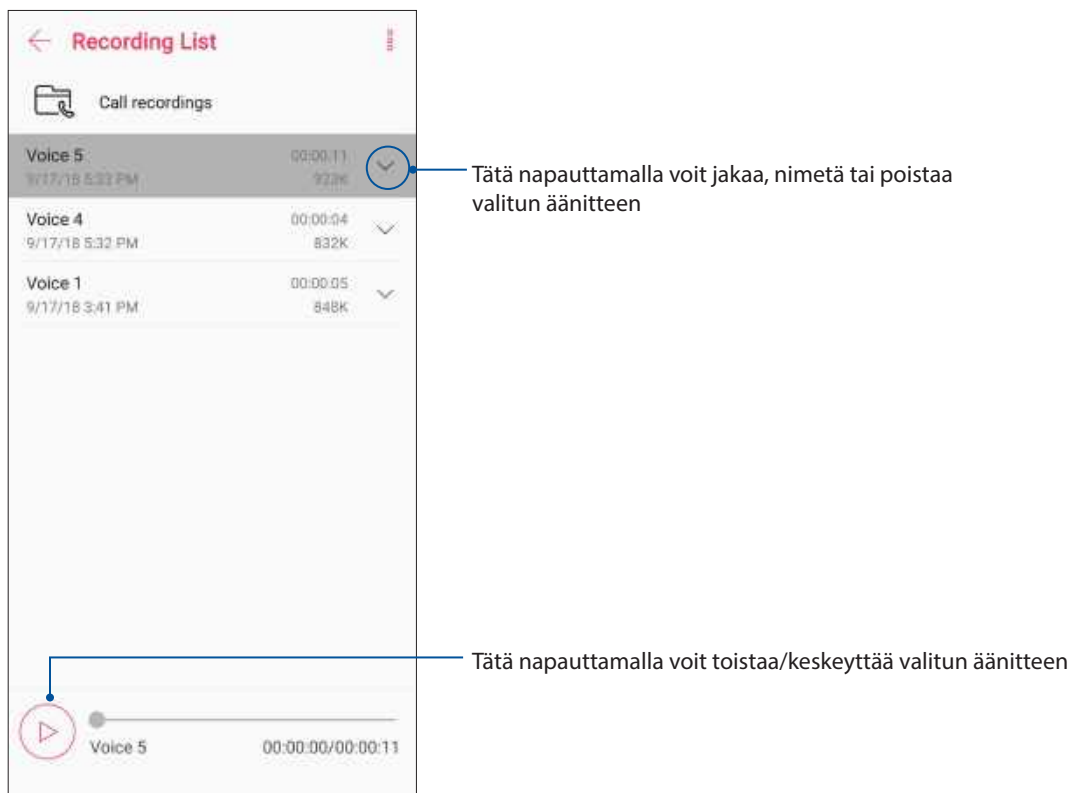 Recording List
Call recordings
Voice 5 00:00:11
9/17/18 5:33 PM 923K
Voice 4 00:00:04
9/17/18 5:32 PM 832K
Voice 1 00:00:05
9/17/18 3:41 PM 848K
Tätä napauttamalla voit jakaa, nimetä tai poistaa
valitun äänitteen
Tätä napauttamalla voit toistaa/keskeyttää valitun äänitteen
Voice 5 00:00:00/00:00:11